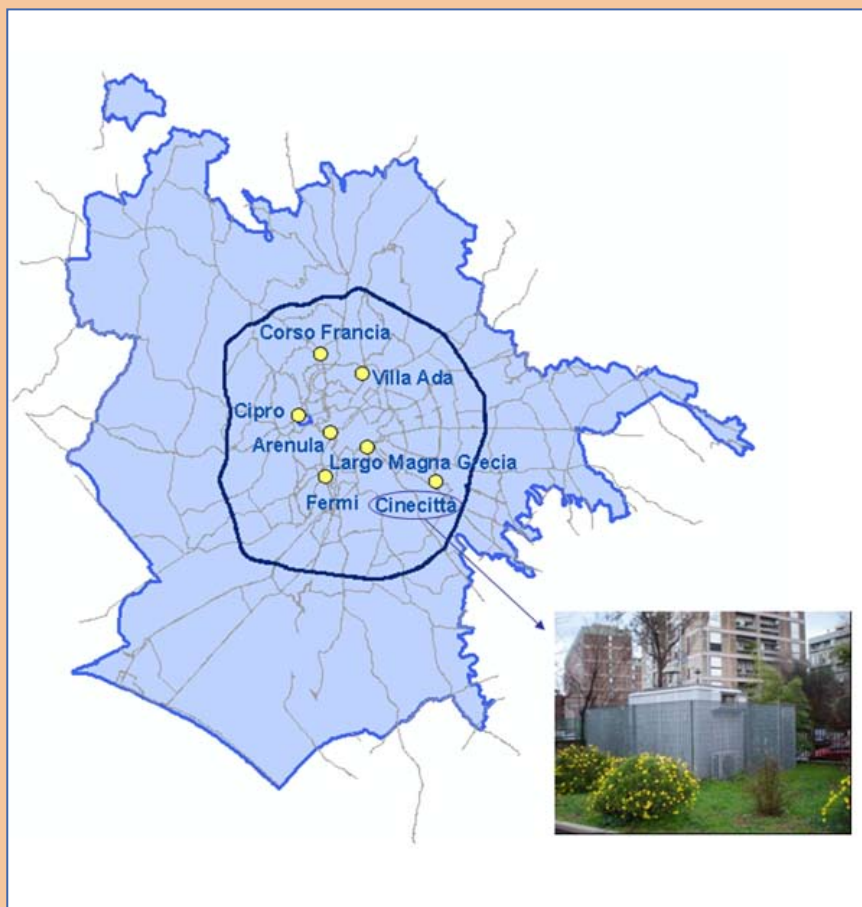 Corso Francia
Villa Ada
Cipro
Arenula
Largo Magna Grecia
Fermi
Cinecittà